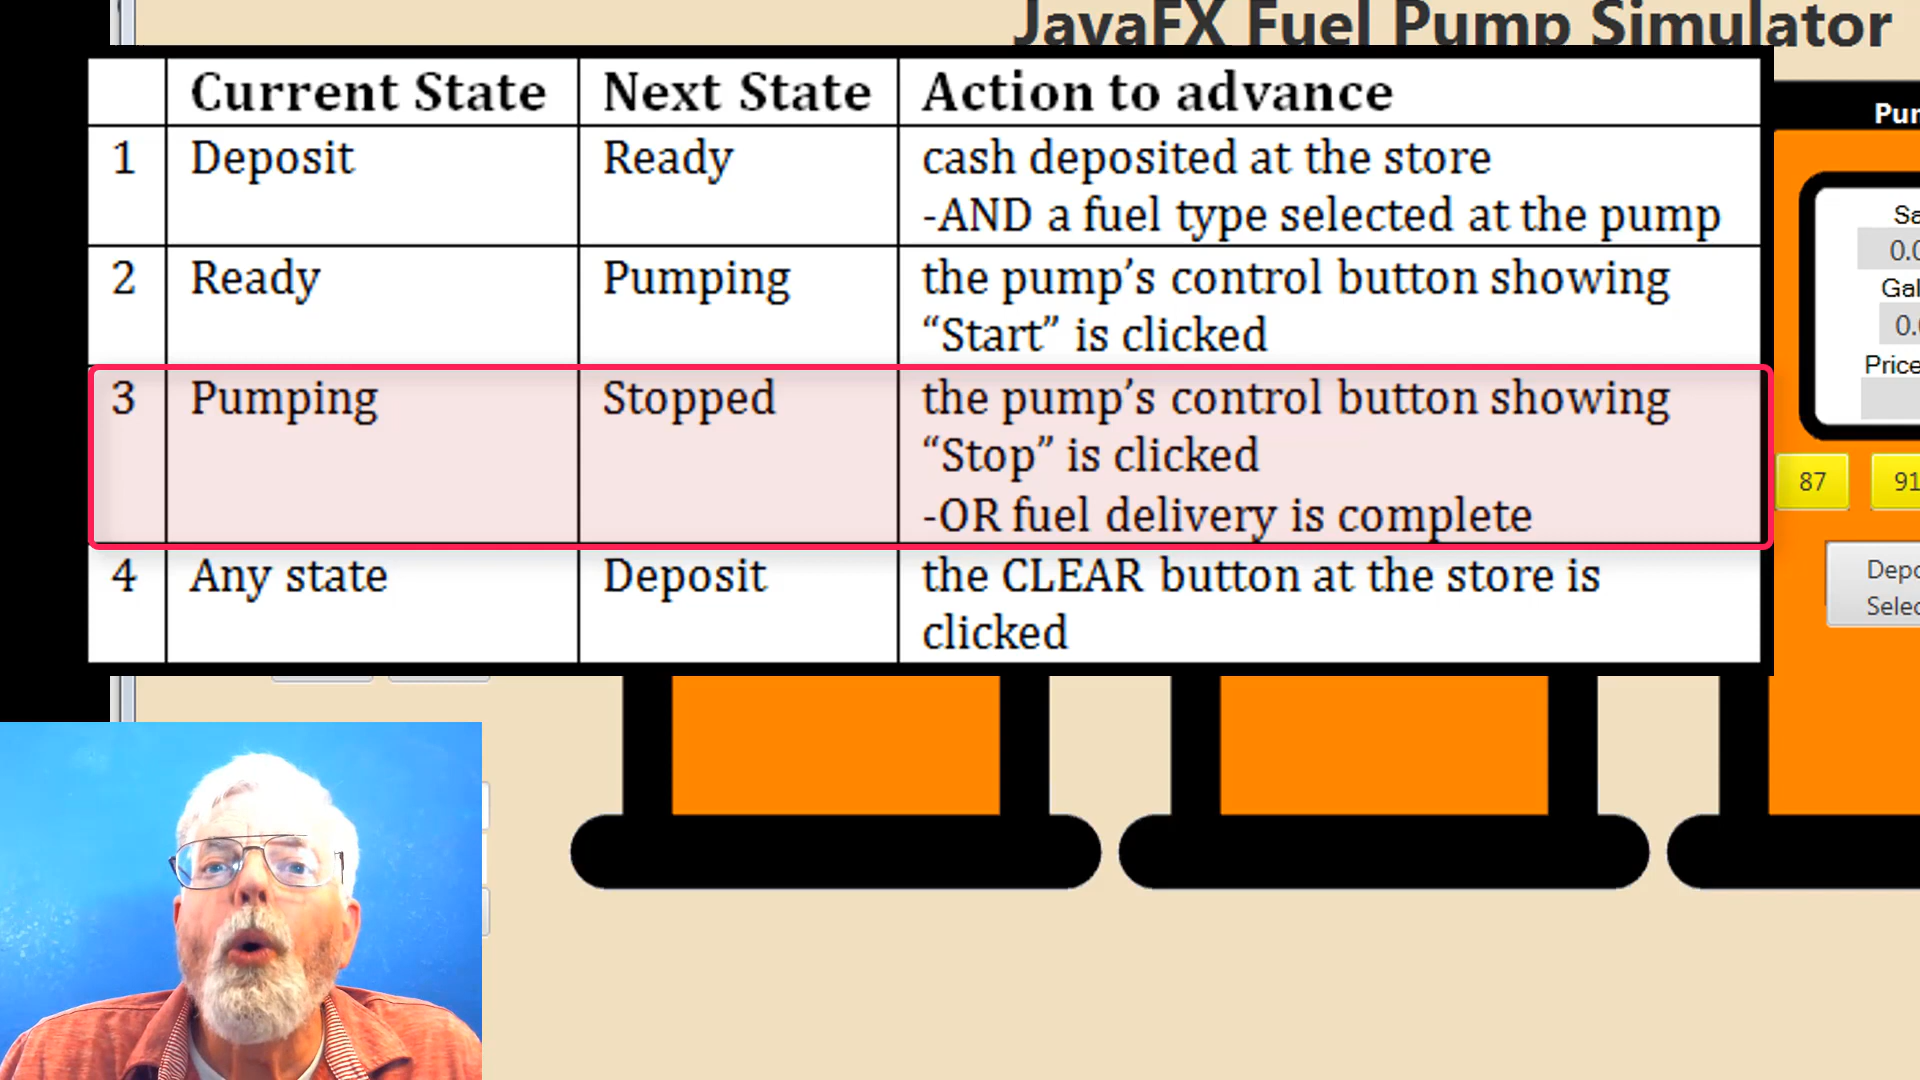 JavaFX Fuel Pump Simulator
Current State Next State Action to advance
1 Deposit Ready cash deposited at the store
-AND a fuel type selected at the pump
2 Ready Pumping the pump’s control button showing
“Start” is clicked
3 Pumping Stopped the pump’s control button showing
“Stop” is clicked
-OR fuel delivery is complete
4 Any state Deposit the CLEAR button at the store is
clicked
Price
87 91